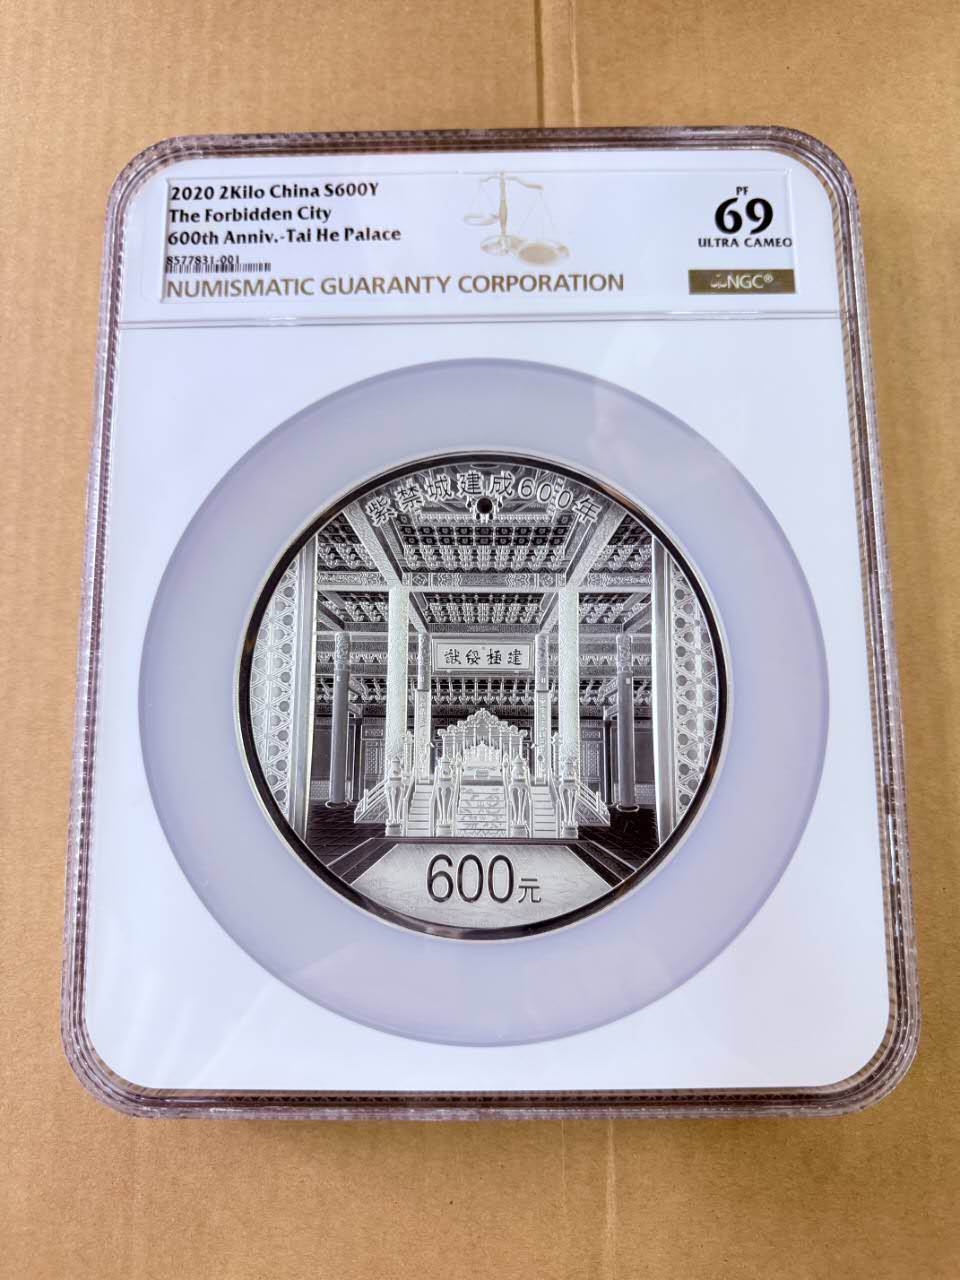 2020 2Kilo China S600Y
The Forbidden City
600th Anniv.-Tai He Palace
8577831-001
NUMISMATIC GUARANTY CORPORATION
PF
69
ULTRA CAMEO
NGC®
紫禁城建成600年
建極綏猷
600元